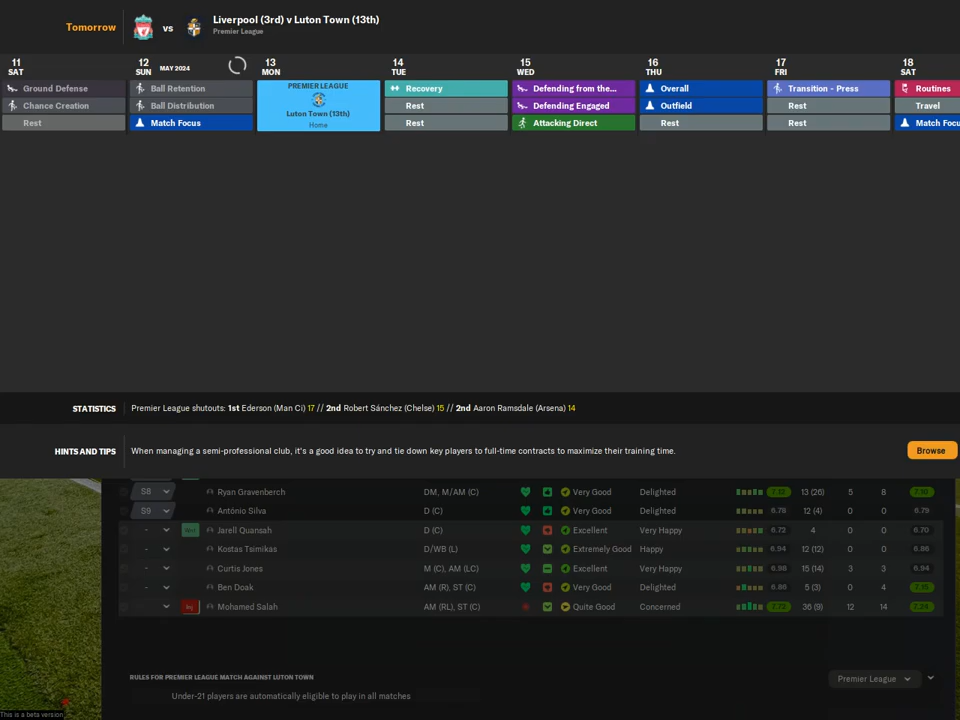 Tomorrow
vs
Liverpool (3rd) v Luton Town (13th)
Premier League
11 SAT
12 SUN MAY 2024
13 MON
14 TUE
15 WED
16 THU
17 FRI
18 SAT
Ground Defense
Ball Retention
PREMIER LEAGUE
Recovery
Defending from the...
Overall
Transition - Press
Routines
Chance Creation
Ball Distribution
Luton Town (13th)
Rest
Defending Engaged
Outfield
Rest
Travel
Rest
Match Focus
Home
Rest
Attacking Direct
Rest
Rest
Match Focu
STATISTICS Premier League shutouts: 1st Ederson (Man Ci) 17 // 2nd Robert Sánchez (Chelse) 15 // 2nd Aaron Ramsdale (Arsena) 14
HINTS AND TIPS When managing a semi-professional club, it's a good idea to try and tie down key players to full-time contracts to maximize their training time. Browse
S8 Ryan Gravenberch DM, M/AM (C) Very Good Delighted 7.12 13 (26) 5 8 7.10
S9 António Silva D (C) Very Good Delighted 6.78 12 (4) 0 0 6.79
- Wnt Jarell Quansah D (C) Excellent Very Happy 6.72 4 0 0 6.70
- Kostas Tsimikas D/WB (L) Extremely Good Happy 6.94 12 (12) 0 0 6.86
- Curtis Jones M (C), AM (LC) Excellent Very Happy 6.98 15 (14) 3 3 6.94
- Ben Doak AM (R), ST (C) Very Good Delighted 6.86 5 (3) 0 4
Inj Mohamed Salah AM (RL), ST (C) Quite Good Concerned 36 (9) 12 14
RULES FOR PREMIER LEAGUE MATCH AGAINST LUTON TOWN
Premier League
Under-21 players are automatically eligible to play in all matches
This is a beta version